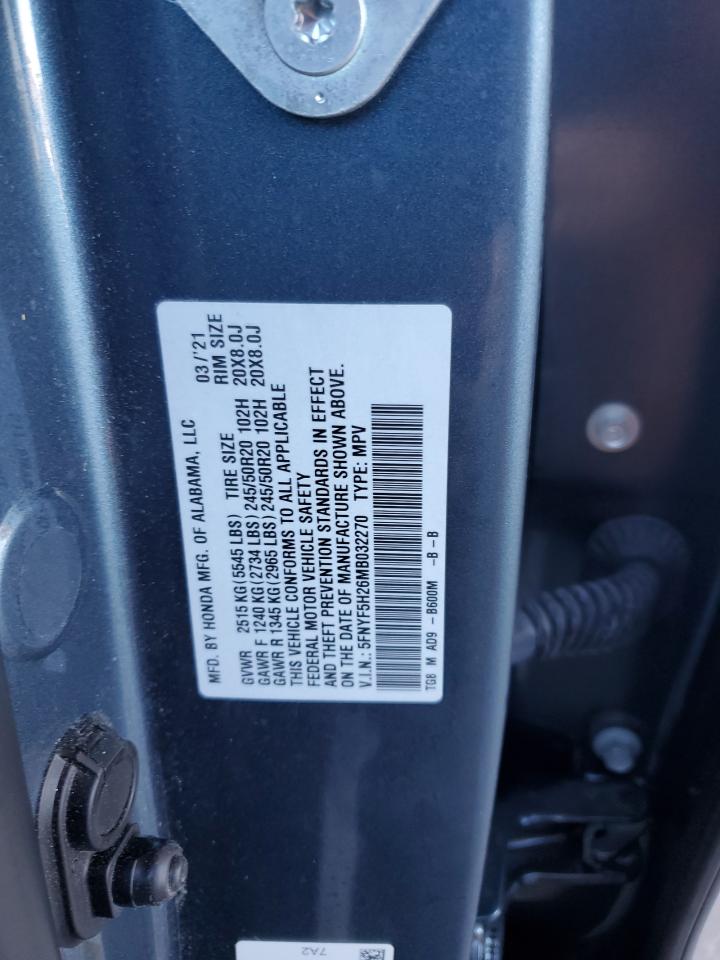 MFD. BY HONDA MFG. OF ALABAMA, LLC 03/'21
TIRE SIZE RIM SIZE
GVWR 2515KG(5545 LBS)
GAWR F 1240 KG(2734 LBS) 245/50R20 102H 20X8.0J
GAWR R 1345 KG(2965 LBS) 245/50R20 102H 20X8.0J
THIS VEHICLE CONFORMS TO ALL APPLICABLE
FEDERAL MOTOR VEHICLE SAFETY
AND THEFT PREVENTION STANDARDS IN EFFECT
ON THE DATE OF MANUFACTURE SHOWN ABOVE.
V.I.N.: 5FNYF5H26MB032270 TYPE: MPV
TG8 M A09 -B600M -B-B
7A2